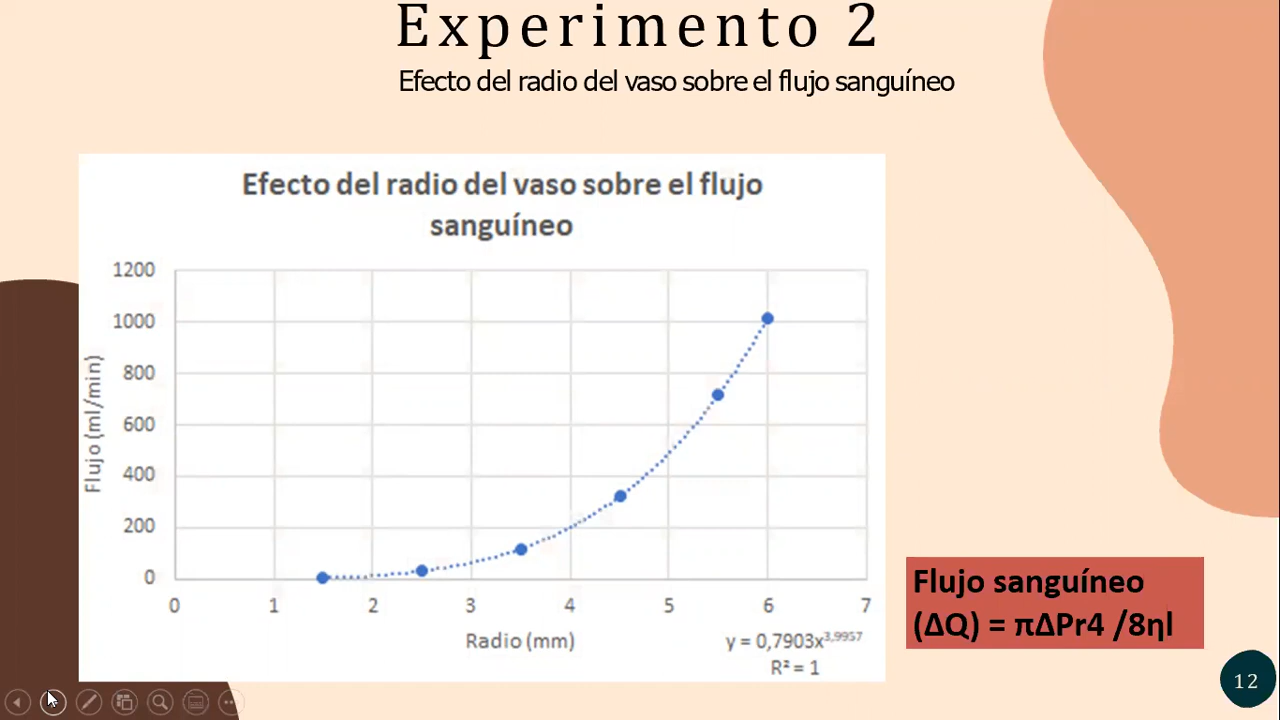 Experimento 2
Efecto del radio del vaso sobre el flujo sanguíneo
Efecto del radio del vaso sobre el flujo
sanguíneo
1200
1000
800
600
400
200
0
Flujo (ml/min)
0 1 2 3 4 5 6 7
Radio (mm)
y = 0,7903x^3,9957
R² = 1
Flujo sanguíneo
(ΔQ) = πΔPr4 /8ηl
12